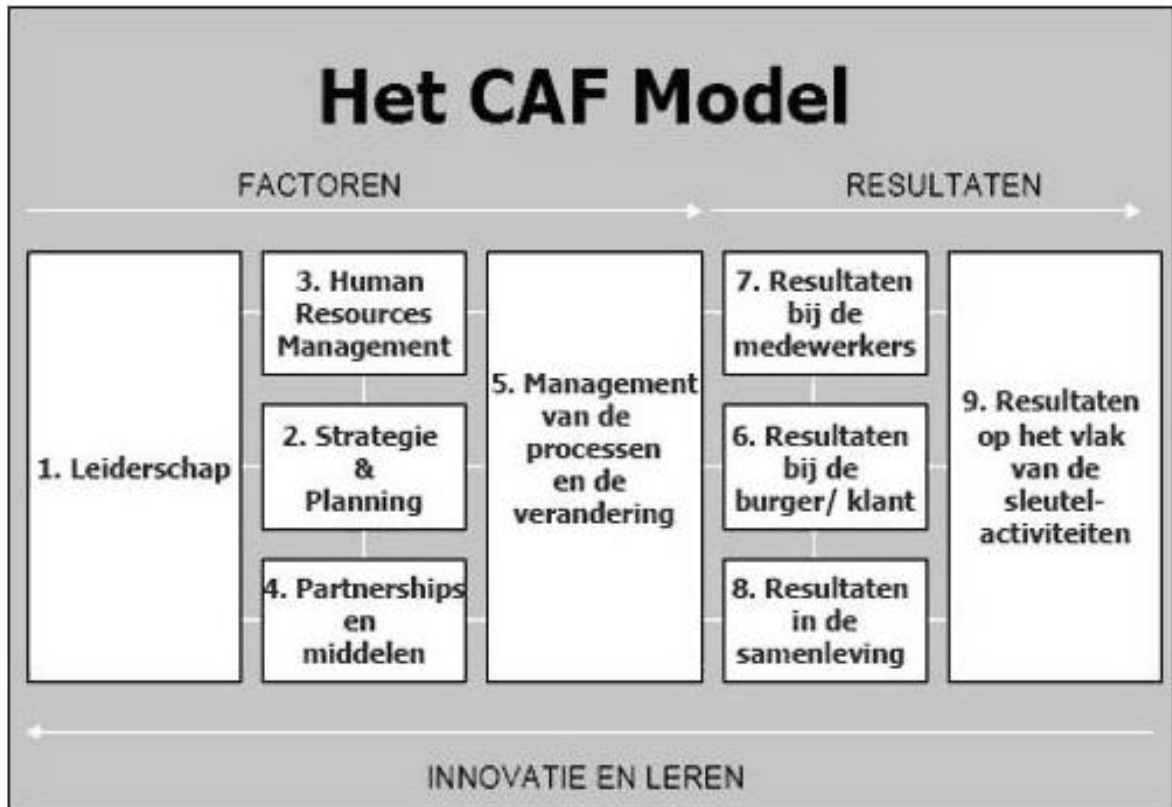 Het CAF Model
FACTOREN
RESULTATEN
1. Leiderschap
3. Human
Resources
Management
2. Strategie
&
Planning
4. Partnerships
en
middelen
5. Management
van de
processen
en de
verandering
7. Resultaten
bij de
medewerkers
6. Resultaten
bij de
burger/ klant
8. Resultaten
in de
samenleving
9. Resultaten
op het vlak
van de
sleutel-
activiteiten
INNOVATIE EN LEREN